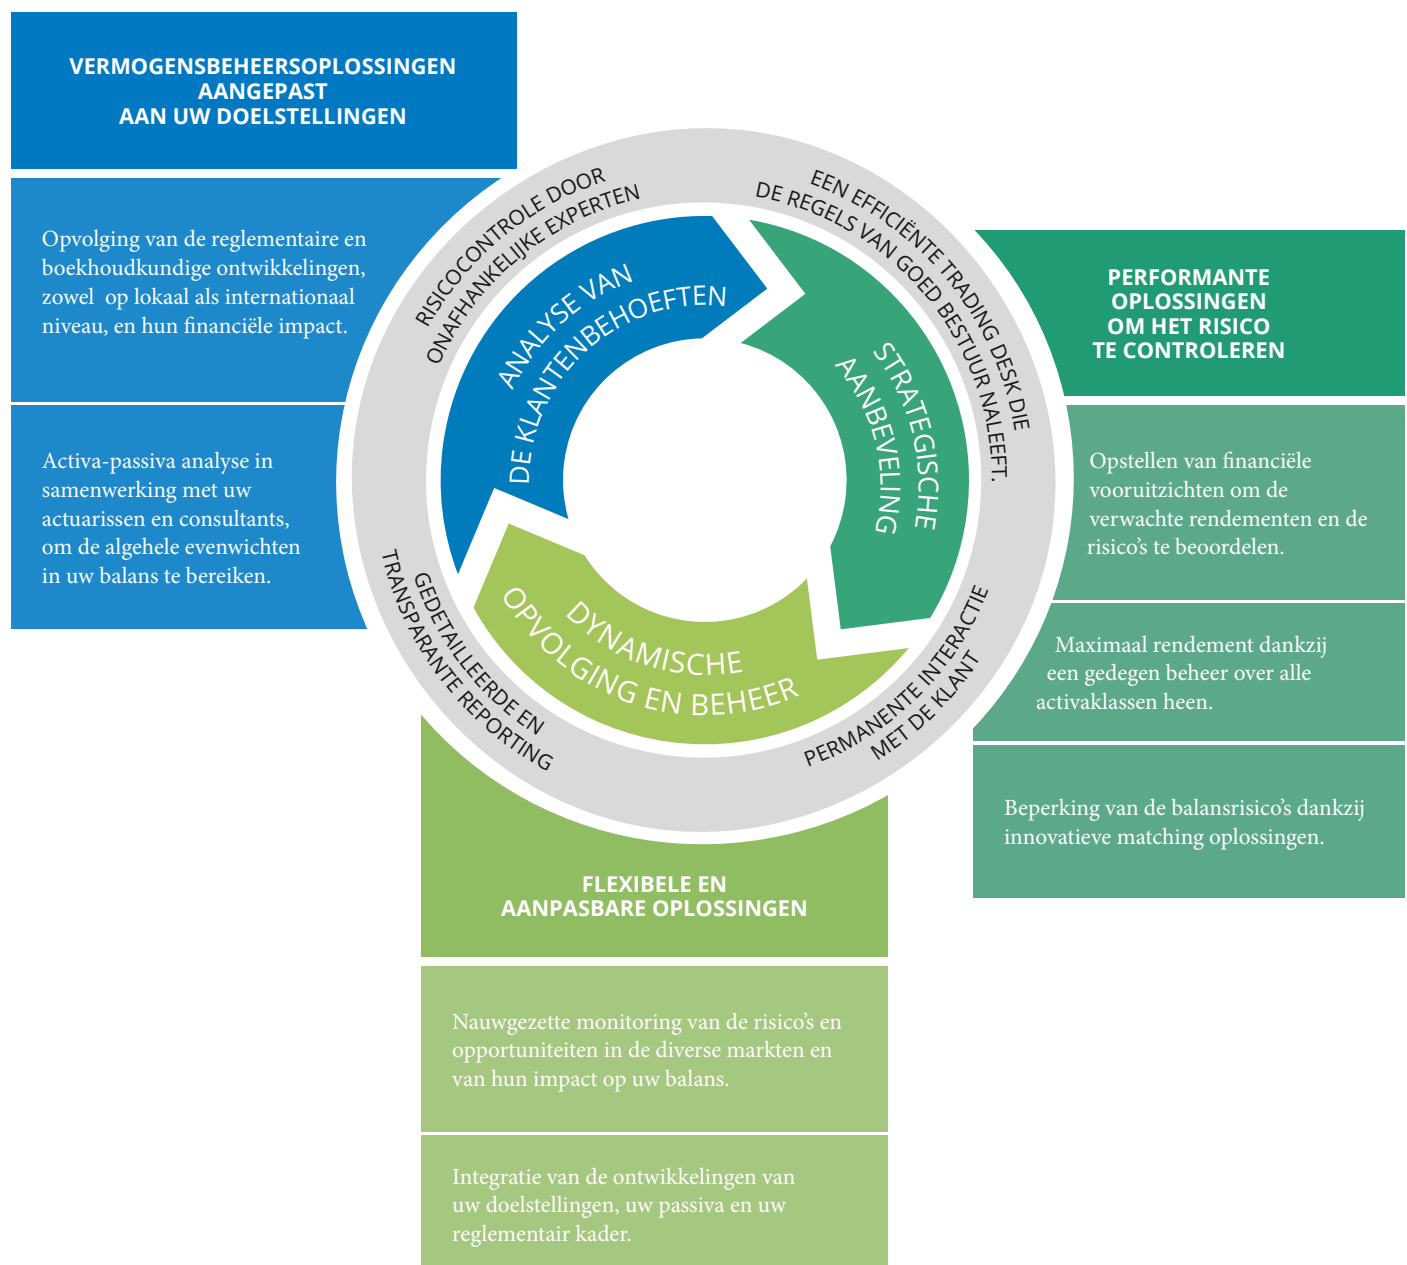 VERMOGENSBEHEERSOPLOSSINGEN
AANGEPAST
AAN UW DOELSTELLINGEN
Opvolging van de reglementaire en
boekhoudkundige ontwikkelingen,
zowel op lokaal als internationaal
niveau, en hun financiële impact.
Activa-passiva analyse in
samenwerking met uw
actuarissen en consultants,
om de algehele evenwichten
in uw balans te bereiken.
RISICOCONTROLE DOOR
ONAFHANKELIJKE EXPERTEN
EEN EFFICIËNTE TRADING DESK DIE
DE REGELS VAN GOED BESTUUR NALEEFT.
ANALYSE VAN
DE KLANTENBEHOEFTEN
STRATEGISCHE
AANBEVELING
DYNAMISCHE
OPVOLGING EN BEHEER
GEDETAILLEERDE EN
TRANSPARANTE REPORTING
PERMANENTE INTERACTIE
MET DE KLANT
PERFORMANTE
OPLOSSINGEN
OM HET RISICO
TE CONTROLEREN
Opstellen van financiële
vooruitzichten om de
verwachte rendementen en de
risico’s te beoordelen.
Maximaal rendement dankzij
een gedegen beheer over alle
activaklassen heen.
Beperking van de balansrisico’s dankzij
innovatieve matching oplossingen.
FLEXIBELE EN
AANPASBARE OPLOSSINGEN
Nauwgezette monitoring van de risico’s en
opportuniteiten in de diverse markten en
van hun impact op uw balans.
Integratie van de ontwikkelingen van
uw doelstellingen, uw passiva en uw
reglementair kader.